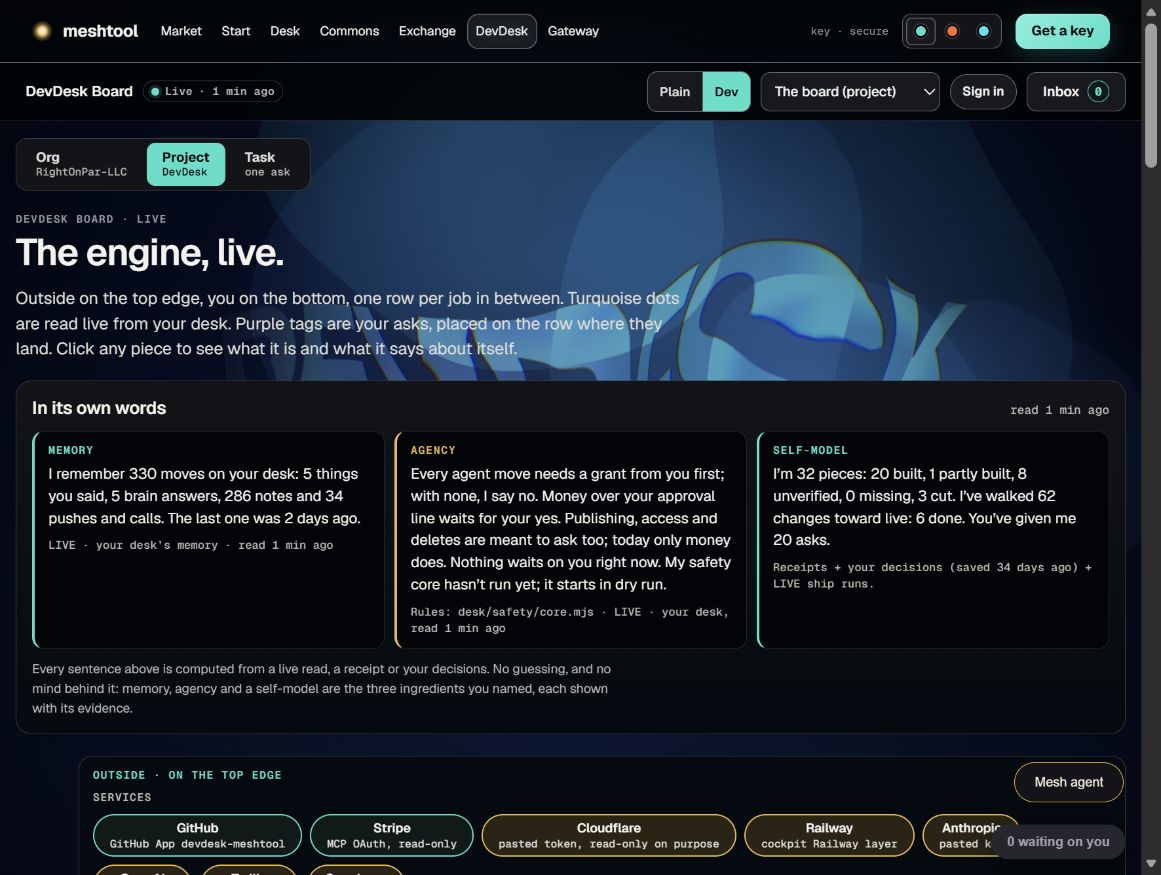 meshtool Market Start Desk Commons Exchange DevDesk Gateway key · secure Get a key
DevDesk Board Live · 1 min ago Plain Dev The board (project) Sign in Inbox 0
Org Project Task
RightOnPar-LLC DevDesk one ask
DEVDESK BOARD · LIVE
The engine, live.
Outside on the top edge, you on the bottom, one row per job in between. Turquoise dots
are read live from your desk. Purple tags are your asks, placed on the row where they
land. Click any piece to see what it is and what it says about itself.
In its own words
read 1 min ago
MEMORY
I remember 330 moves on your desk: 5 things
you said, 5 brain answers, 286 notes and 34
pushes and calls. The last one was 2 days ago.
LIVE · your desk's memory · read 1 min ago
AGENCY
Every agent move needs a grant from you first;
with none, I say no. Money over your approval
line waits for your yes. Publishing, access and
deletes are meant to ask too; today only money
does. Nothing waits on you right now. My safety
core hasn't run yet; it starts in dry run.
Rules: desk/safety/core.mjs · LIVE · your desk,
read 1 min ago
SELF-MODEL
I'm 32 pieces: 20 built, 1 partly built, 8
unverified, 0 missing, 3 cut. I've walked 62
changes toward live: 6 done. You've given me
20 asks.
Receipts + your decisions (saved 34 days ago) +
LIVE ship runs.
Every sentence above is computed from a live read, a receipt or your decisions. No guessing, and no
mind behind it: memory, agency and a self-model are the three ingredients you named, each shown
with its evidence.
OUTSIDE · ON THE TOP EDGE
Mesh agent
SERVICES
GitHub Stripe Cloudflare Railway
GitHub App devdesk-meshtool MCP OAuth, read-only pasted token, read-only on purpose cockpit Railway layer pasted
0 waiting on you